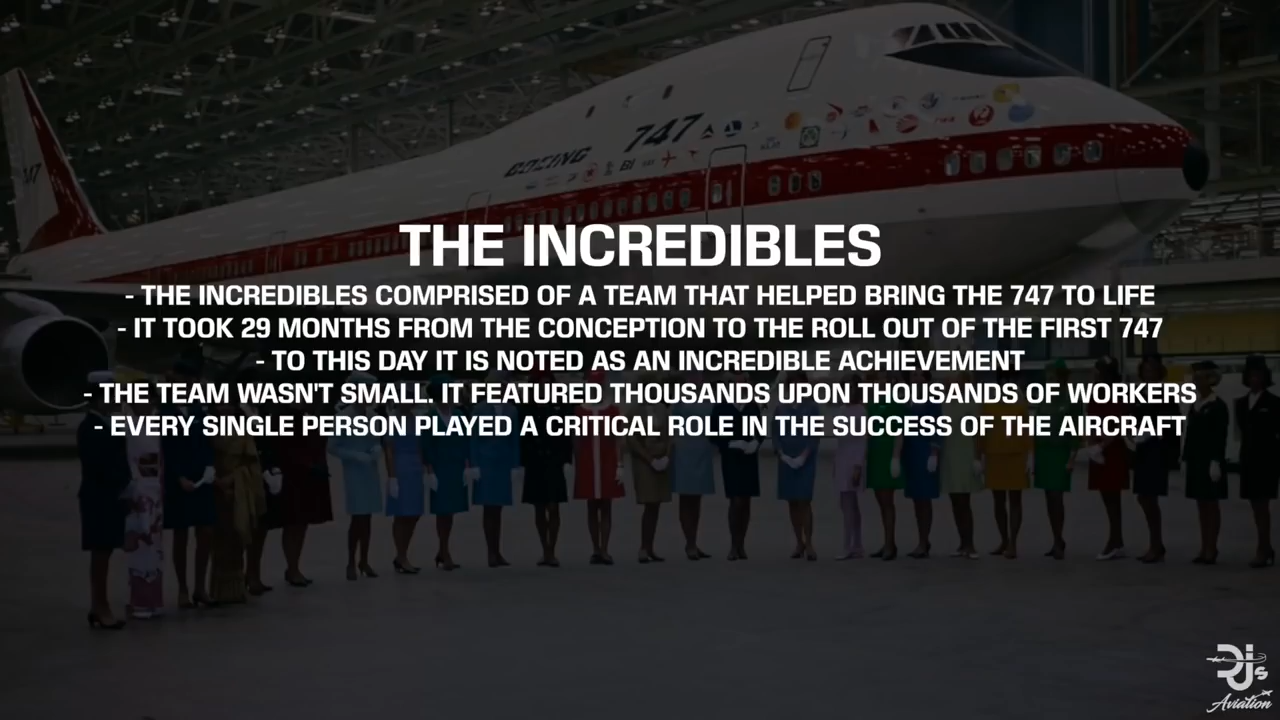 747
BOEING
747
THE INCREDIBLES
- THE INCREDIBLES COMPRISED OF A TEAM THAT HELPED BRING THE 747 TO LIFE
- IT TOOK 29 MONTHS FROM THE CONCEPTION TO THE ROLL OUT OF THE FIRST 747
- TO THIS DAY IT IS NOTED AS AN INCREDIBLE ACHIEVEMENT
- THE TEAM WASN'T SMALL. IT FEATURED THOUSANDS UPON THOUSANDS OF WORKERS
- EVERY SINGLE PERSON PLAYED A CRITICAL ROLE IN THE SUCCESS OF THE AIRCRAFT
DJs
Aviation